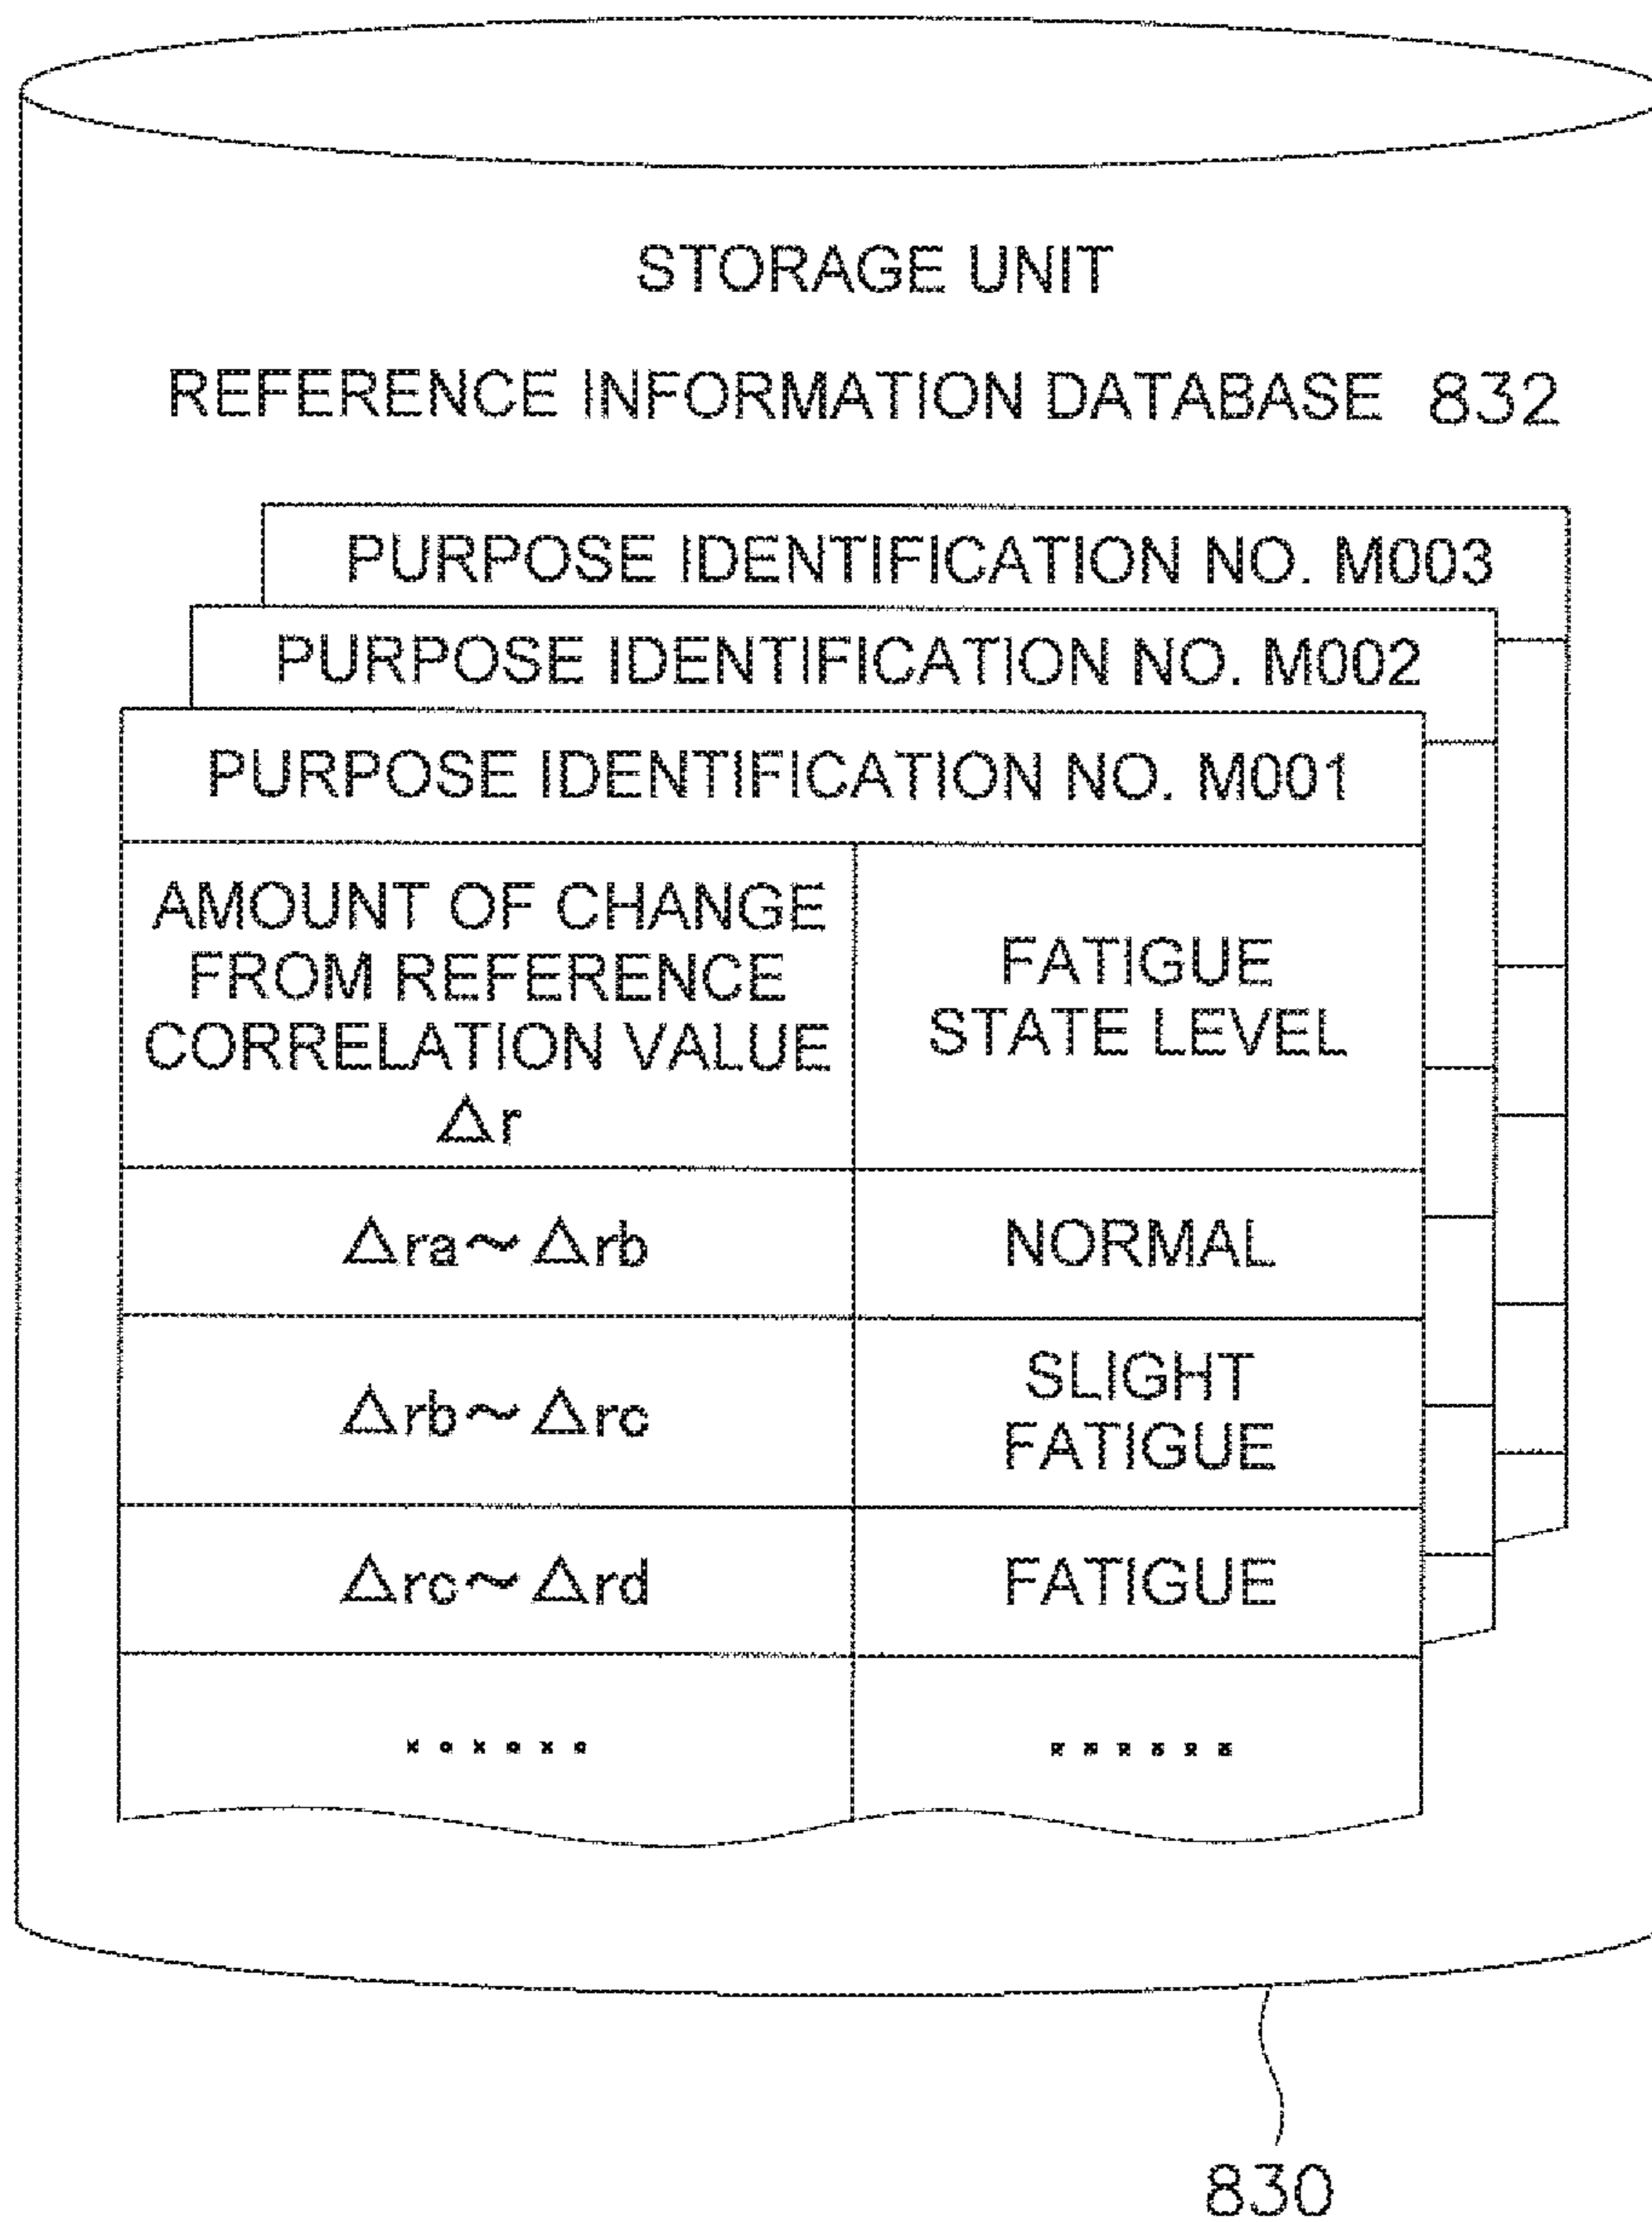 STORAGE UNIT
REFERENCE INFORMATION DATABASE 832
PURPOSE IDENTIFICATION NO. M003
PURPOSE IDENTIFICATION NO. M002
PURPOSE IDENTIFICATION NO. M001
AMOUNT OF CHANGE
FROM REFERENCE
CORRELATION VALUE
Δr
FATIGUE
STATE LEVEL
Δra~Δrb
NORMAL
Δrb~Δrc
SLIGHT
FATIGUE
Δrc~Δrd
FATIGUE
......
......
830